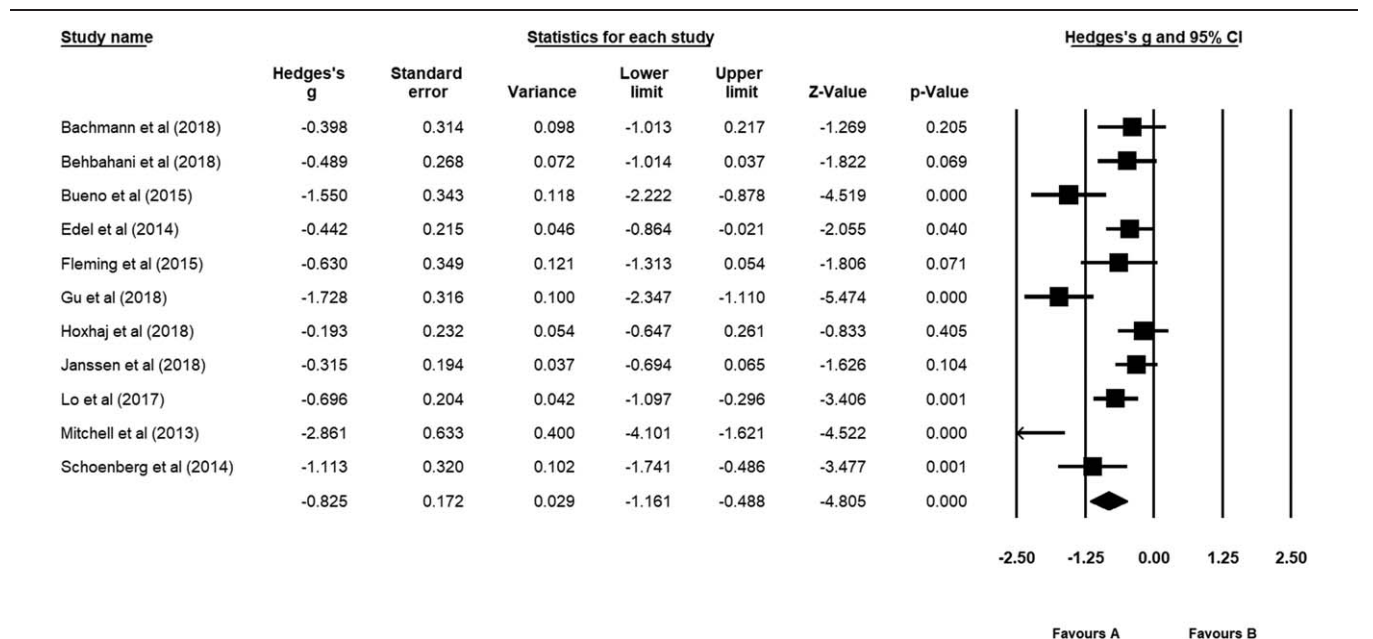 Study name Statistics for each study Hedges's g and 95% CI
Hedges's g Standard error Variance Lower limit Upper limit Z-Value p-Value
Bachmann et al (2018) -0.398 0.314 0.098 -1.013 0.217 -1.269 0.205
Behbahani et al (2018) -0.489 0.268 0.072 -1.014 0.037 -1.822 0.069
Bueno et al (2015) -1.550 0.343 0.118 -2.222 -0.878 -4.519 0.000
Edel et al (2014) -0.442 0.215 0.046 -0.864 -0.021 -2.055 0.040
Fleming et al (2015) -0.630 0.349 0.121 -1.313 0.054 -1.806 0.071
Gu et al (2018) -1.728 0.316 0.100 -2.347 -1.110 -5.474 0.000
Hoxhaj et al (2018) -0.193 0.232 0.054 -0.647 0.261 -0.833 0.405
Janssen et al (2018) -0.315 0.194 0.037 -0.694 0.065 -1.626 0.104
Lo et al (2017) -0.696 0.204 0.042 -1.097 -0.296 -3.406 0.001
Mitchell et al (2013) -2.861 0.633 0.400 -4.101 -1.621 -4.522 0.000
Schoenberg et al (2014) -1.113 0.320 0.102 -1.741 -0.486 -3.477 0.001
-0.825 0.172 0.029 -1.161 -0.488 -4.805 0.000
-2.50 -1.25 0.00 1.25 2.50
Favours A Favours B